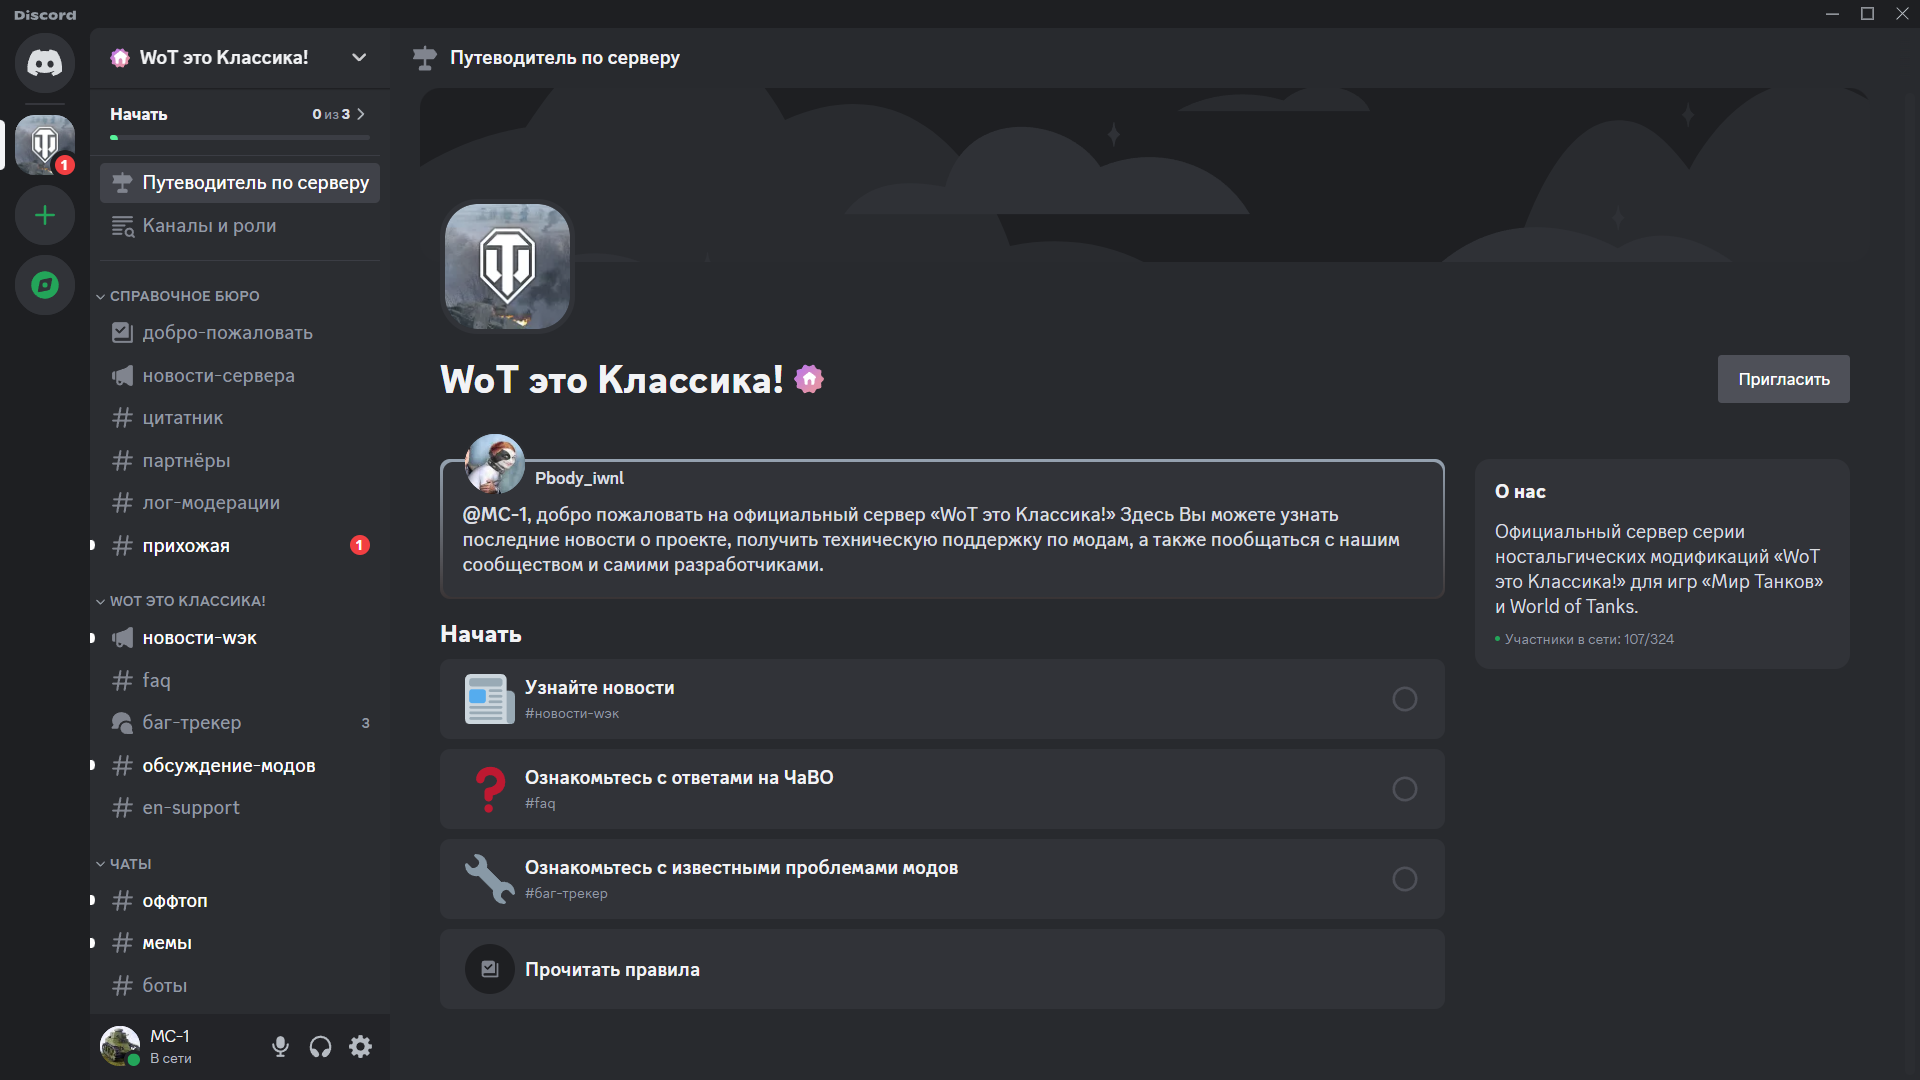 Discord
WoT это Классика!
Начать
0 из 3
1
Путеводитель по серверу
Каналы и роли
СПРАВОЧНОЕ БЮРО
добро-пожаловать
новости-сервера
# цитатник
# партнёры
# лог-модерации
# прихожая 1
WOT ЭТО КЛАССИКА!
новости-wэк
# faq
баг-трекер 3
# обсуждение-модов
# en-support
ЧАТЫ
# оффтоп
# мемы
# боты
МС-1
В сети
Путеводитель по серверу
WoT это Классика!
Пригласить
Pbody_iwnl
@МС-1, добро пожаловать на официальный сервер «WoT это Классика!» Здесь Вы можете узнать
последние новости о проекте, получить техническую поддержку по модам, а также пообщаться с нашим
сообществом и самими разработчиками.
Начать
Узнайте новости
#новости-wэк
Ознакомьтесь с ответами на ЧаВО
#faq
Ознакомьтесь с известными проблемами модов
#баг-трекер
Прочитать правила
О нас
Официальный сервер серии
ностальгических модификаций «WoT
это Классика!» для игр «Мир Танков»
и World of Tanks.
Участники в сети: 107/324